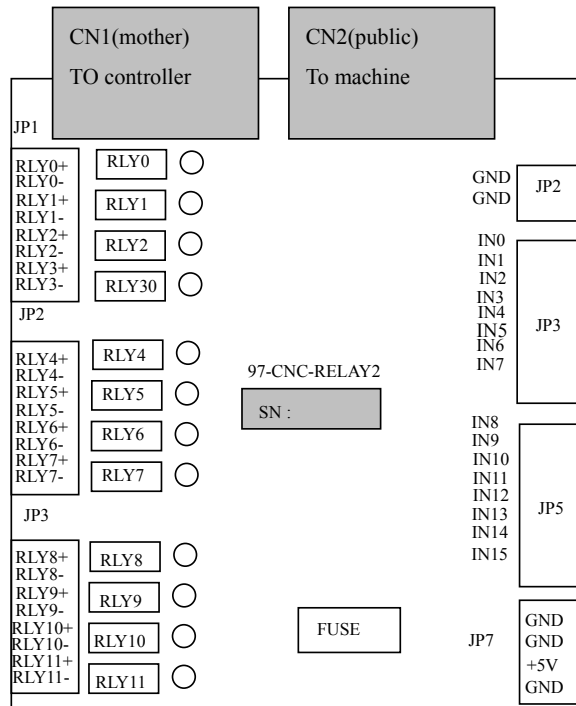 CN1(mother)
TO controller
CN2(public)
To machine
JP1
RLY0+
RLY0-
RLY1+
RLY1-
RLY2+
RLY2-
RLY3+
RLY3-
RLY0
RLY1
RLY2
RLY30
JP2
RLY4+
RLY4-
RLY5+
RLY5-
RLY6+
RLY6-
RLY7+
RLY7-
RLY4
RLY5
RLY6
RLY7
JP3
RLY8+
RLY8-
RLY9+
RLY9-
RLY10+
RLY10-
RLY11+
RLY11-
RLY8
RLY9
RLY10
RLY11
97-CNC-RELAY2
SN :
FUSE
GND
GND
JP2
IN0
IN1
IN2
IN3
IN4
IN5
IN6
IN7
JP3
IN8
IN9
IN10
IN11
IN12
IN13
IN14
IN15
JP5
JP7
GND
GND
+5V
GND